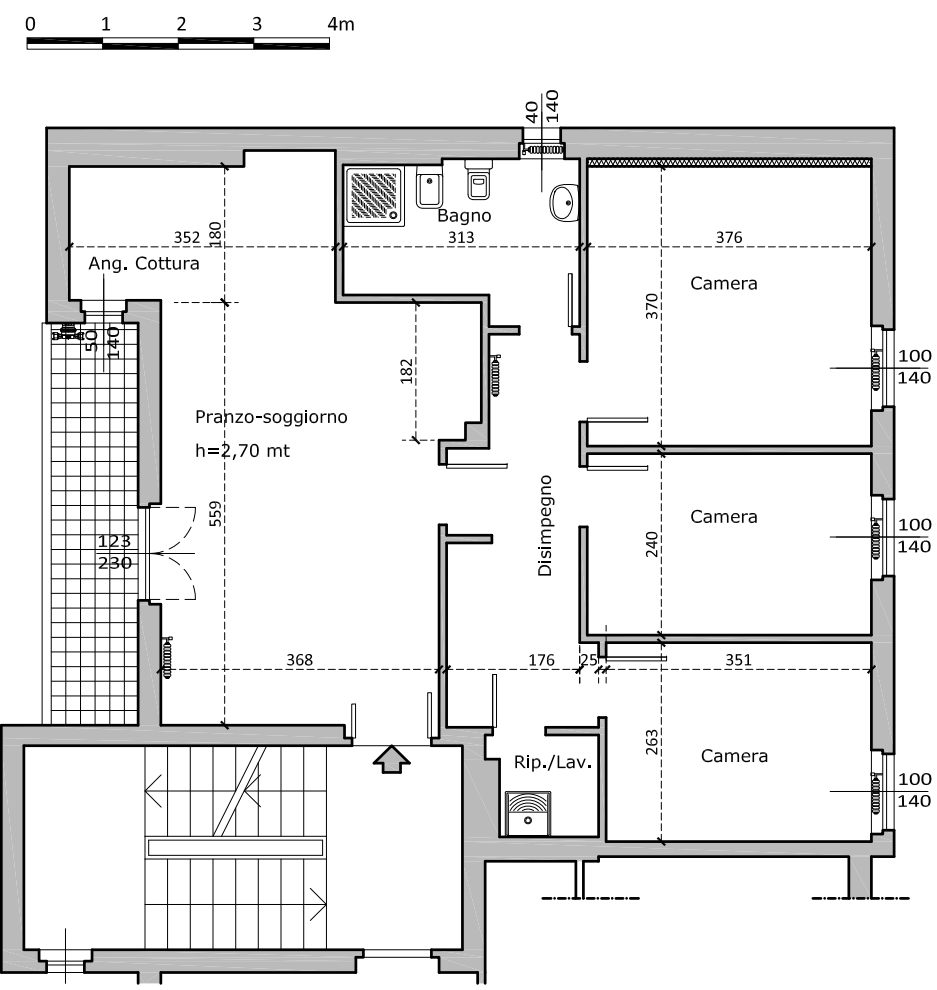 0 1 2 3 4m
40
140
Bagno
352
180
313
376
Ang. Cottura
Camera
370
50
140
182
100
140
Pranzo-soggiorno
h=2,70 mt
559
Disimpegno
Camera
240
100
140
123
230
368
176
25
351
263
Rip./Lav.
Camera
100
140